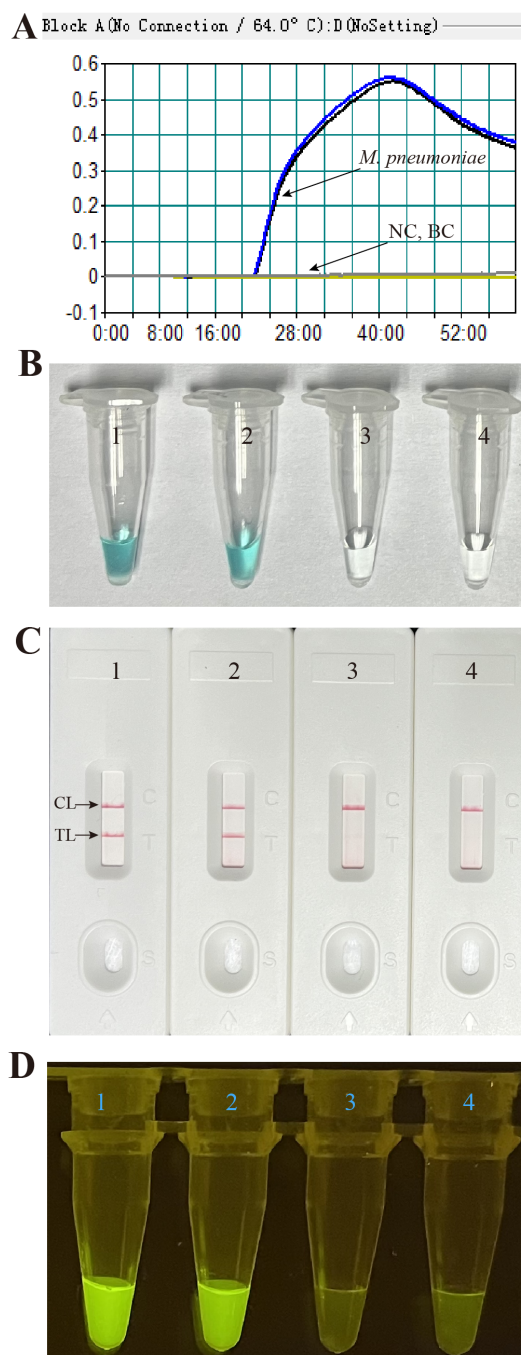 A Block A(No Connection / 64.0° C):D(NoSetting)
0.6
0.5
0.4
M. pneumoniae
0.3
0.2
NC, BC
0.1
0
-0.1
0:00 8:00 16:00 28:00 40:00 52:00
B
1 2 3 4
C
1 2 3 4
CL C C C C
TL T T T T
S S S S
D
1 2 3 4